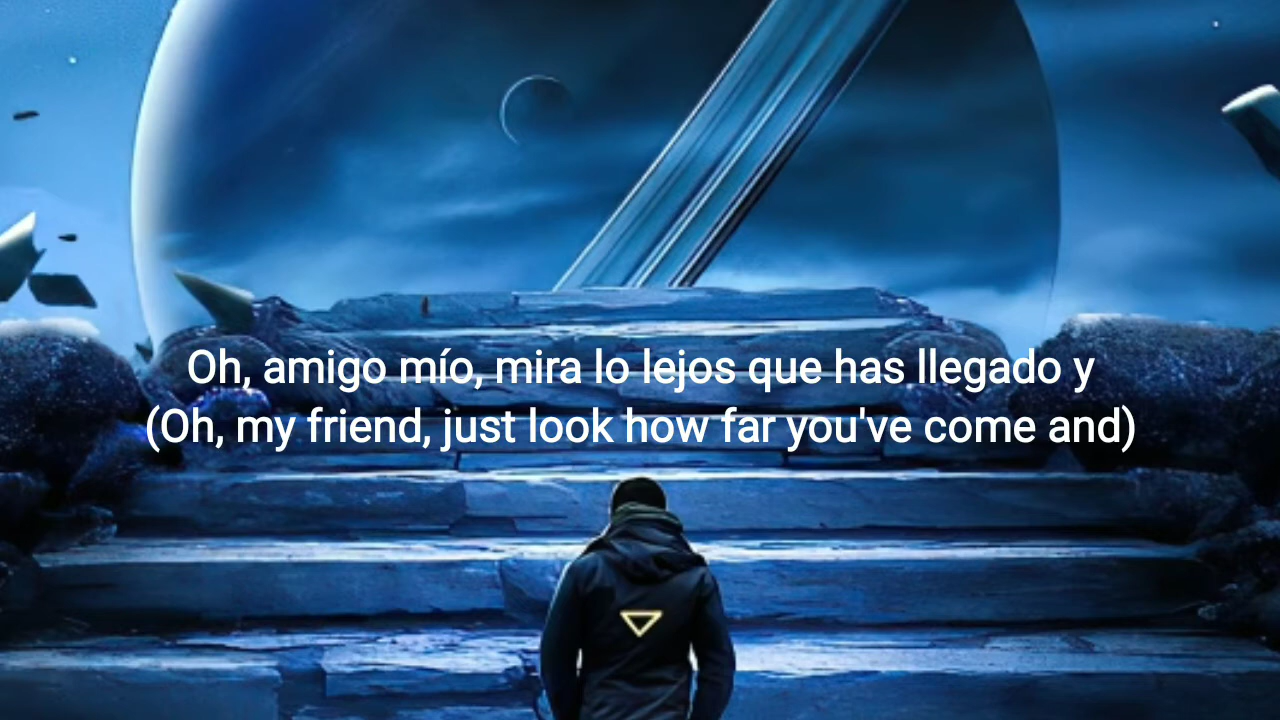 Oh, amigo mío, mira lo lejos que has llegado y
(Oh, my friend, just look how far you've come and)